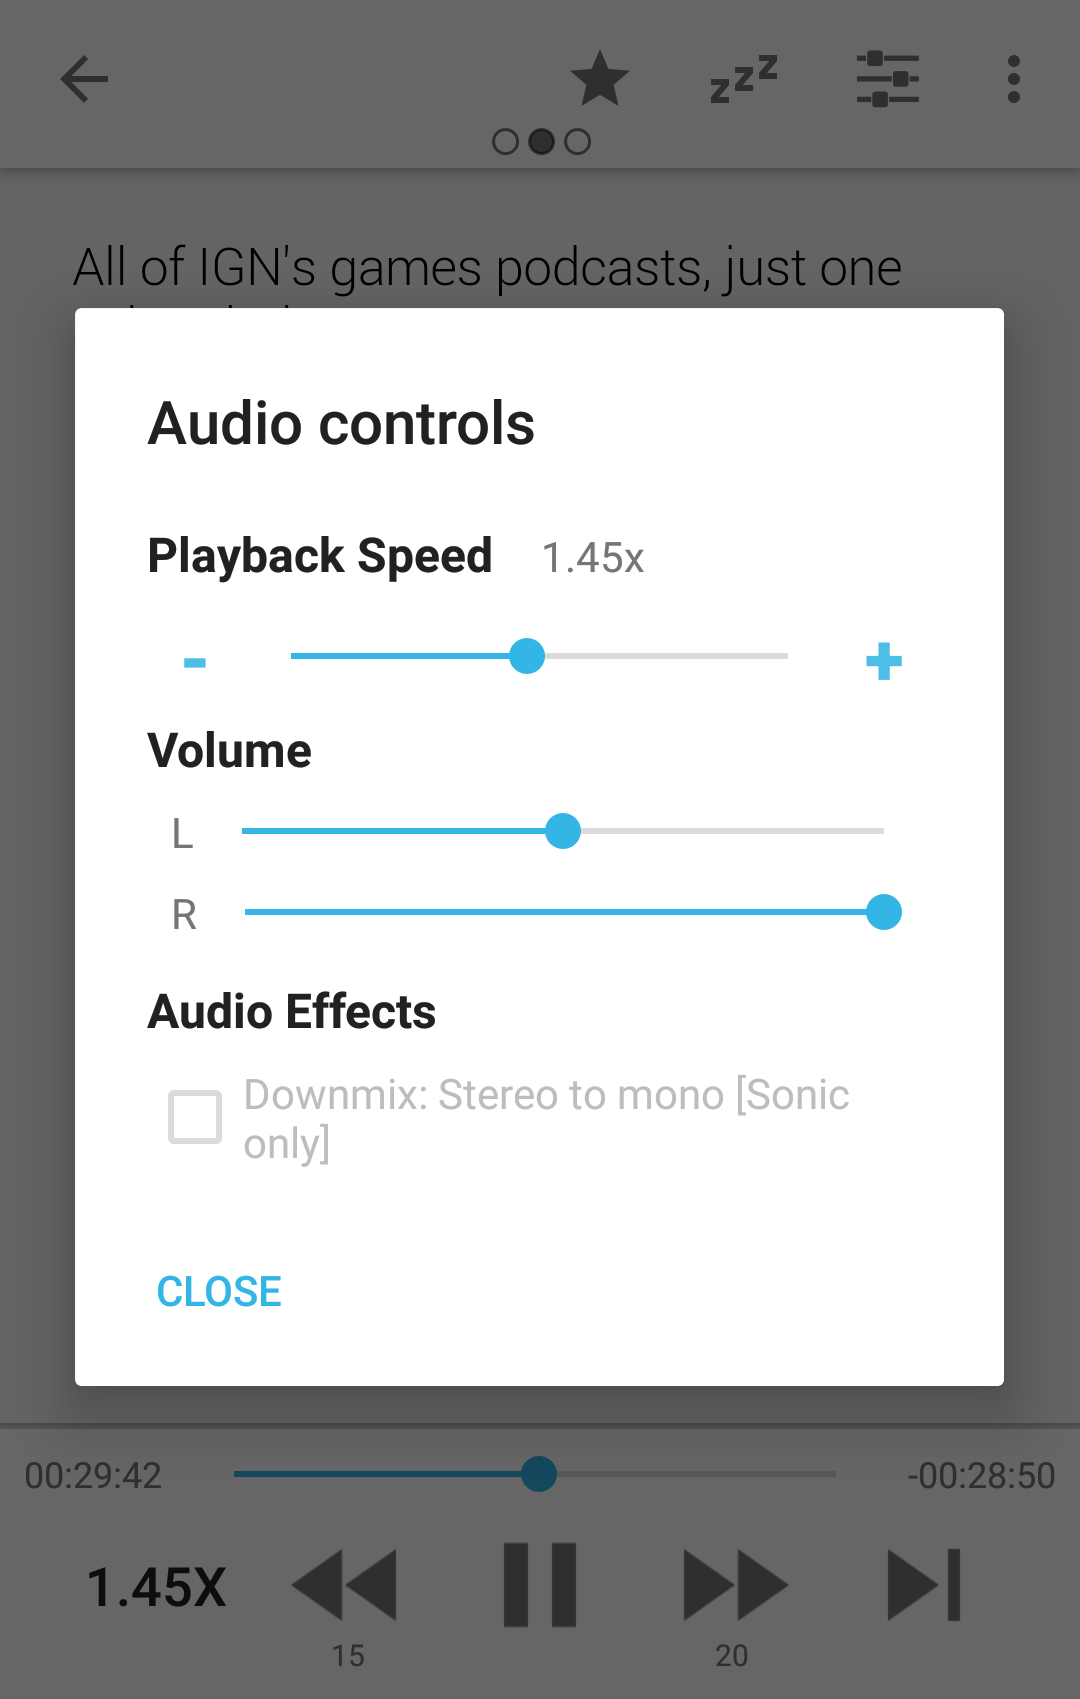 zzz
All of IGN's games podcasts, just one
Audio controls
Playback Speed 1.45x
- +
Volume
L
R
Audio Effects
Downmix: Stereo to mono [Sonic
only]
CLOSE
00:29:42 -00:28:50
1.45X
15 20